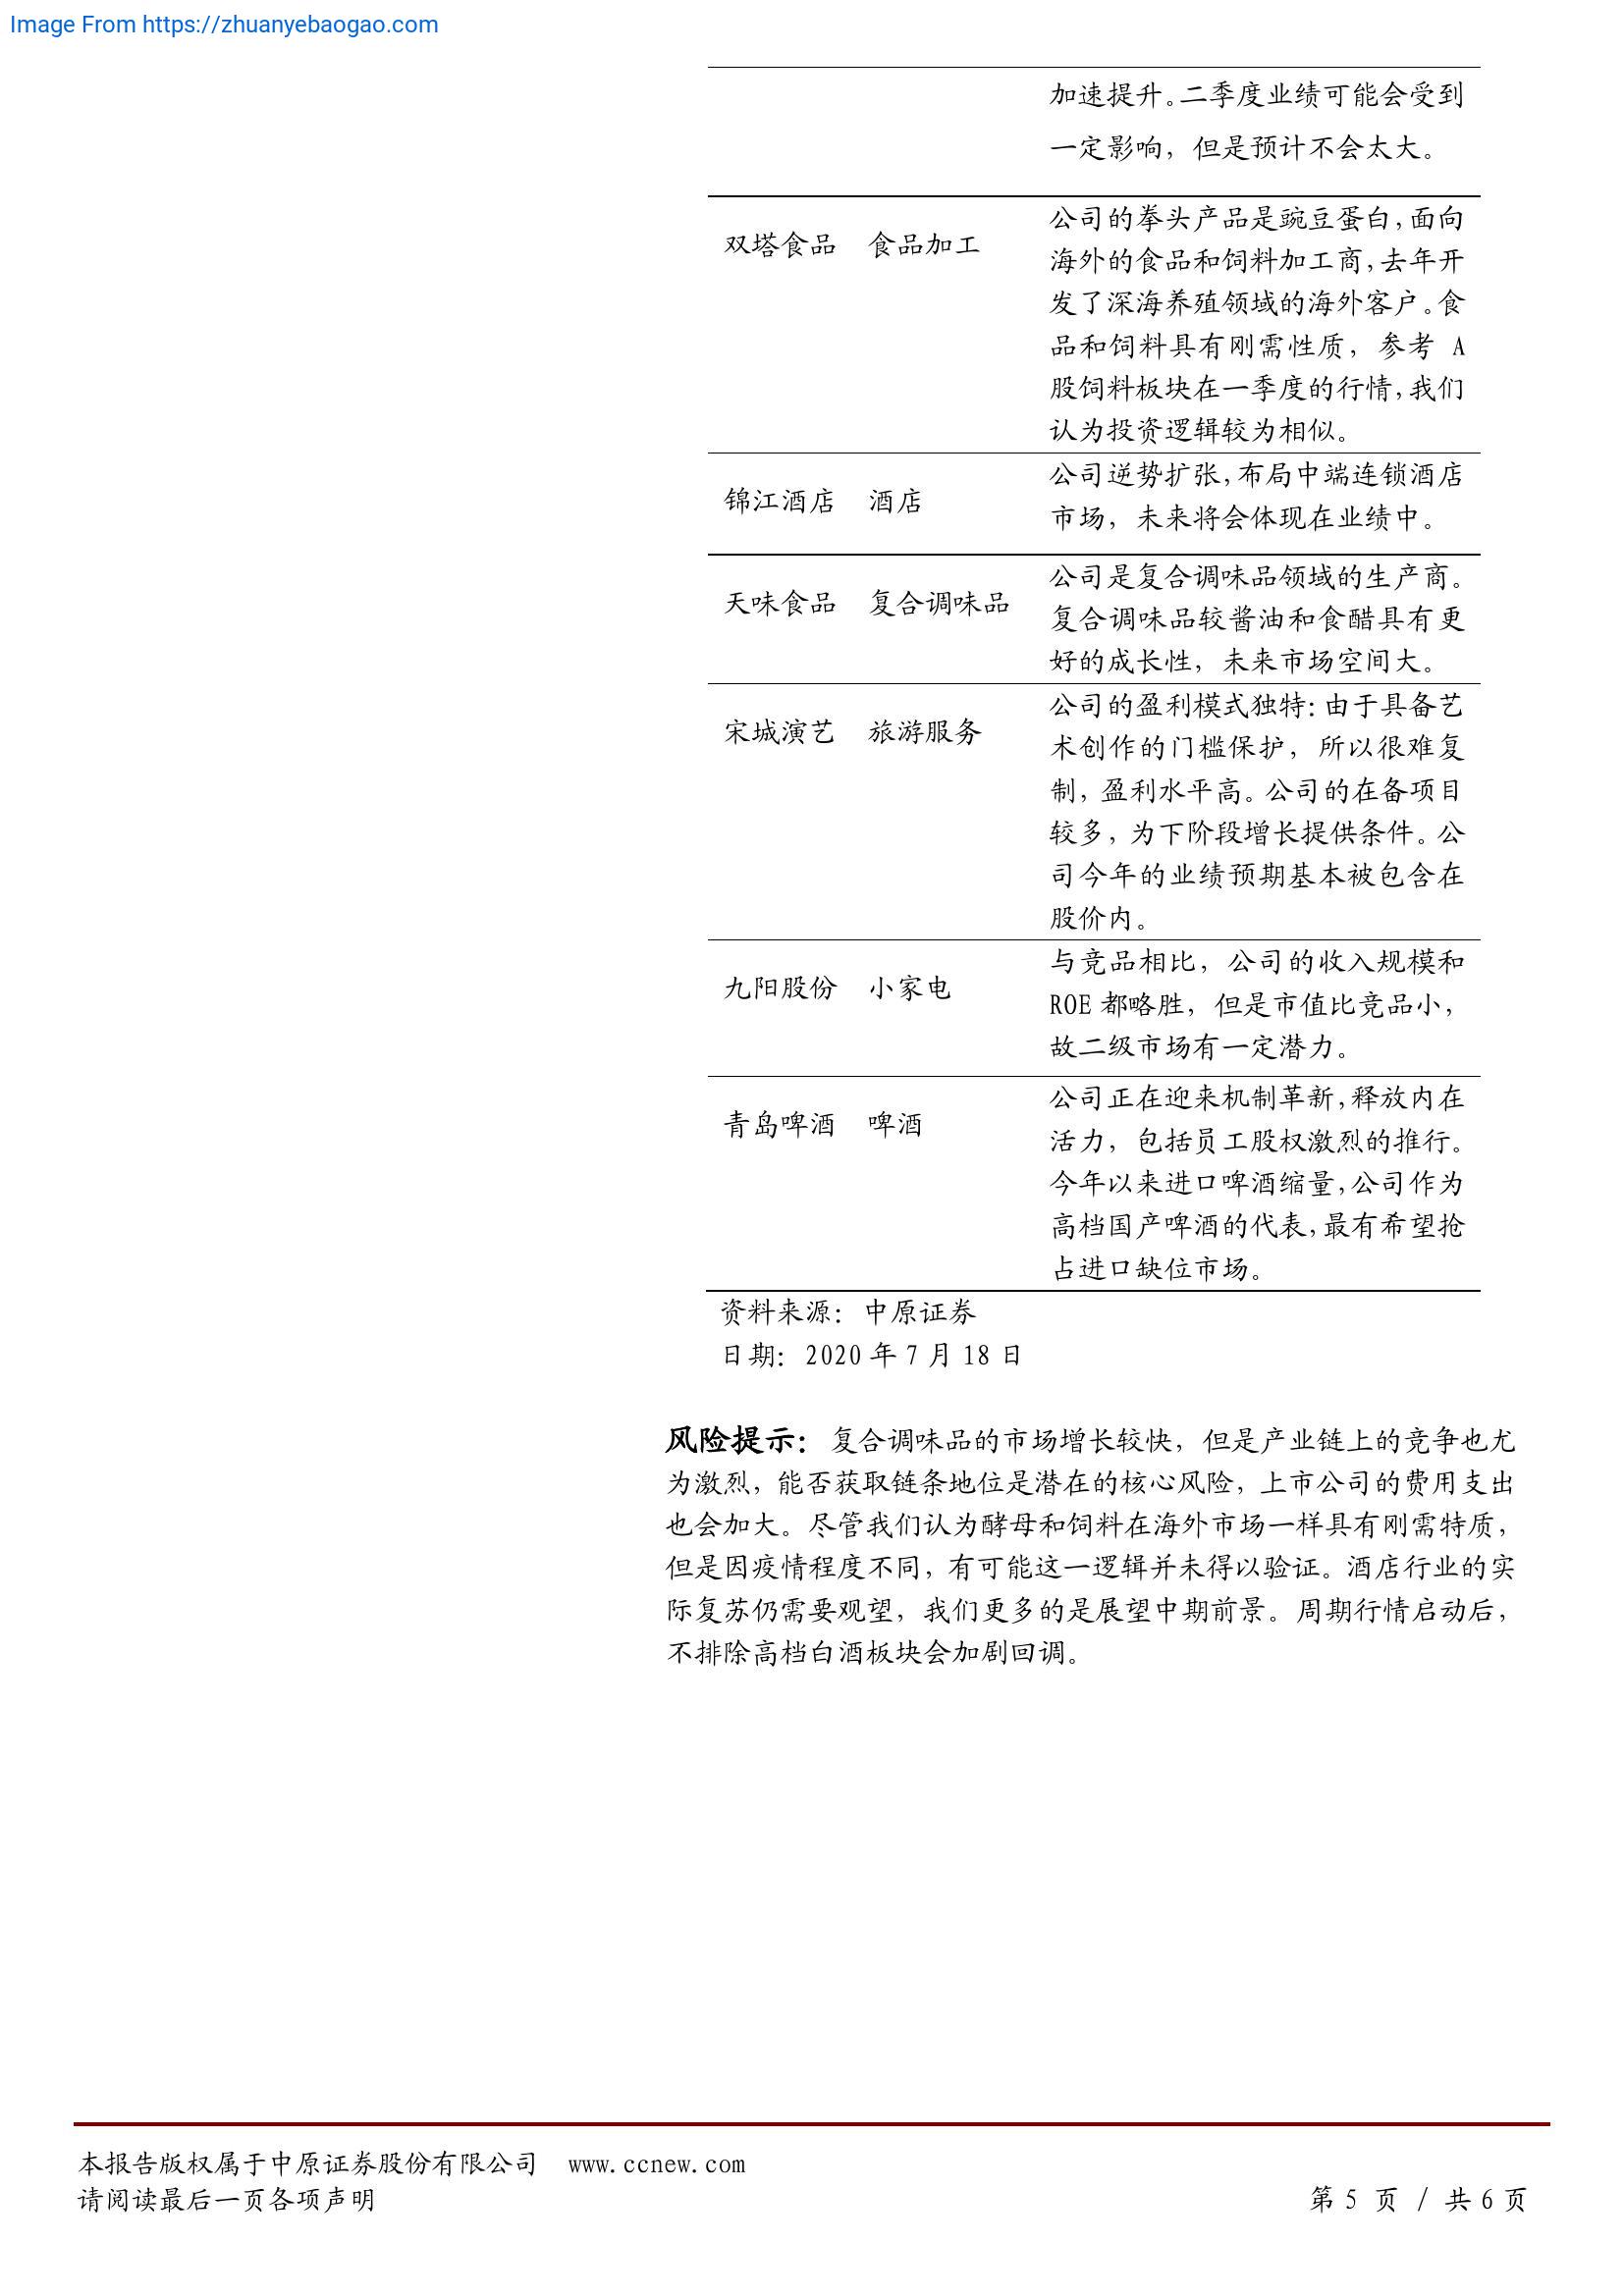 Image From https://zhuanyebaogao.com
加速提升。二季度业绩可能会受到
一定影响，但是预计不会太大。
双塔食品 食品加工 公司的拳头产品是豌豆蛋白，面向
海外的食品和饲料加工商，去年开
发了深海养殖领域的海外客户。食
品和饲料具有刚需性质，参考 A
股饲料板块在一季度的行情，我们
认为投资逻辑较为相似。
锦江酒店 酒店 公司逆势扩张，布局中端连锁酒店
市场，未来将会体现在业绩中。
天味食品 复合调味品 公司是复合调味品领域的生产商。
复合调味品较酱油和食醋具有更
好的成长性，未来市场空间大。
宋城演艺 旅游服务 公司的盈利模式独特：由于具备艺
术创作的门槛保护，所以很难复
制，盈利水平高。公司的在备项目
较多，为下阶段增长提供条件。公
司今年的业绩预期基本被包含在
股价内。
九阳股份 小家电 与竞品相比，公司的收入规模和
ROE 都略胜，但是市值比竞品小，
故二级市场有一定潜力。
青岛啤酒 啤酒 公司正在迎来机制革新，释放内在
活力，包括员工股权激烈的推行。
今年以来进口啤酒缩量，公司作为
高档国产啤酒的代表，最有希望抢
占进口缺位市场。
资料来源：中原证券
日期：2020 年 7 月 18 日
风险提示：复合调味品的市场增长较快，但是产业链上的竞争也尤
为激烈，能否获取链条地位是潜在的核心风险，上市公司的费用支出
也会加大。尽管我们认为酵母和饲料在海外市场一样具有刚需特质，
但是因疫情程度不同，有可能这一逻辑并未得以验证。酒店行业的实
际复苏仍需要观望，我们更多的是展望中期前景。周期行情启动后，
不排除高档白酒板块会加剧回调。
本报告版权属于中原证券股份有限公司 www.ccnew.com
请阅读最后一页各项声明 第 5 页 / 共 6 页